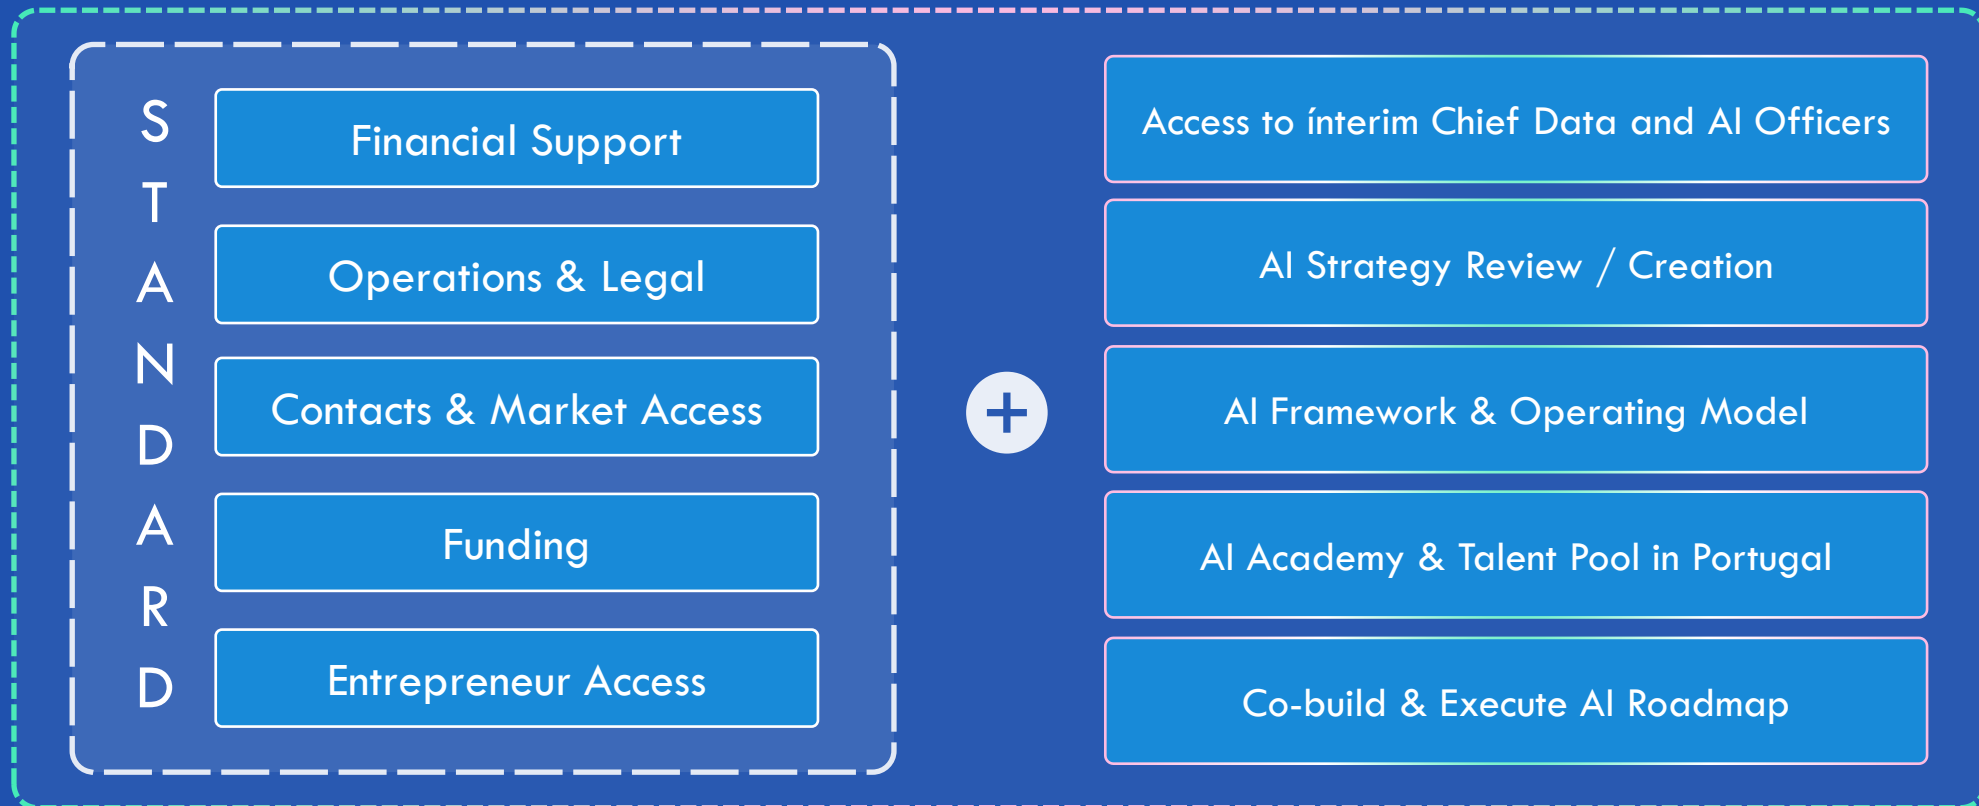 STANDARD
Financial Support
Operations & Legal
Contacts & Market Access
Funding
Entrepreneur Access
+
Access to ínterim Chief Data and AI Officers
AI Strategy Review / Creation
AI Framework & Operating Model
AI Academy & Talent Pool in Portugal
Co-build & Execute AI Roadmap